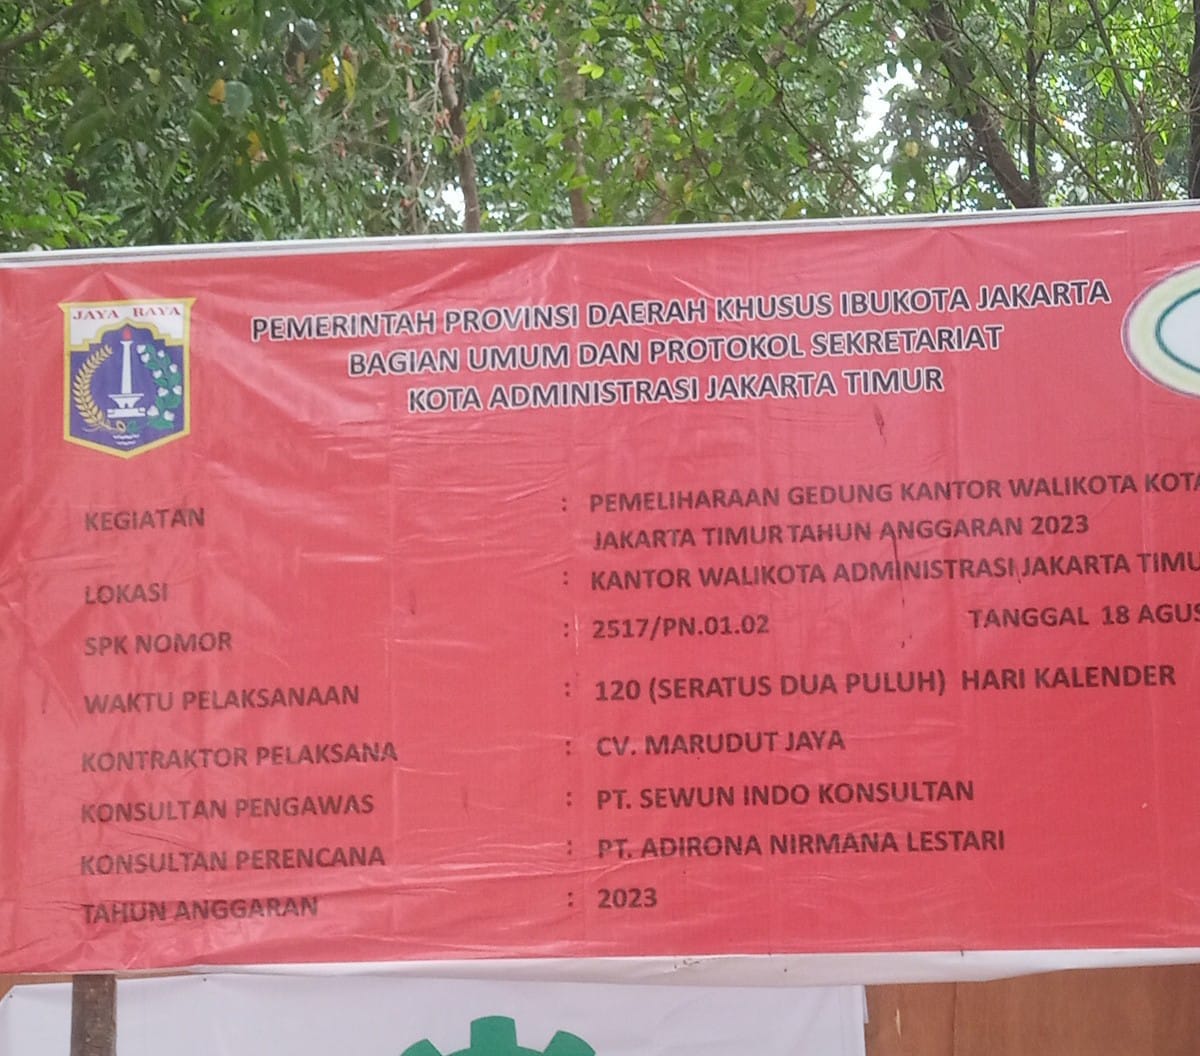 JAYA RAYA
PEMERINTAH PROVINSI DAERAH KHUSUS IBUKOTA JAKARTA
BAGIAN UMUM DAN PROTOKOL SEKRETARIAT
KOTA ADMINISTRASI JAKARTA TIMUR
KEGIATAN : PEMELIHARAAN GEDUNG KANTOR WALIKOTA KOTA
JAKARTA TIMUR TAHUN ANGGARAN 2023
LOKASI : KANTOR WALIKOTA ADMINISTRASI JAKARTA TIMU
SPK NOMOR : 2517/PN.01.02 TANGGAL 18 AGUS
WAKTU PELAKSANAAN : 120 (SERATUS DUA PULUH) HARI KALENDER
KONTRAKTOR PELAKSANA : CV. MARUDUT JAYA
KONSULTAN PENGAWAS : PT. SEWUN INDO KONSULTAN
KONSULTAN PERENCANA : PT. ADIRONA NIRMANA LESTARI
TAHUN ANGGARAN : 2023